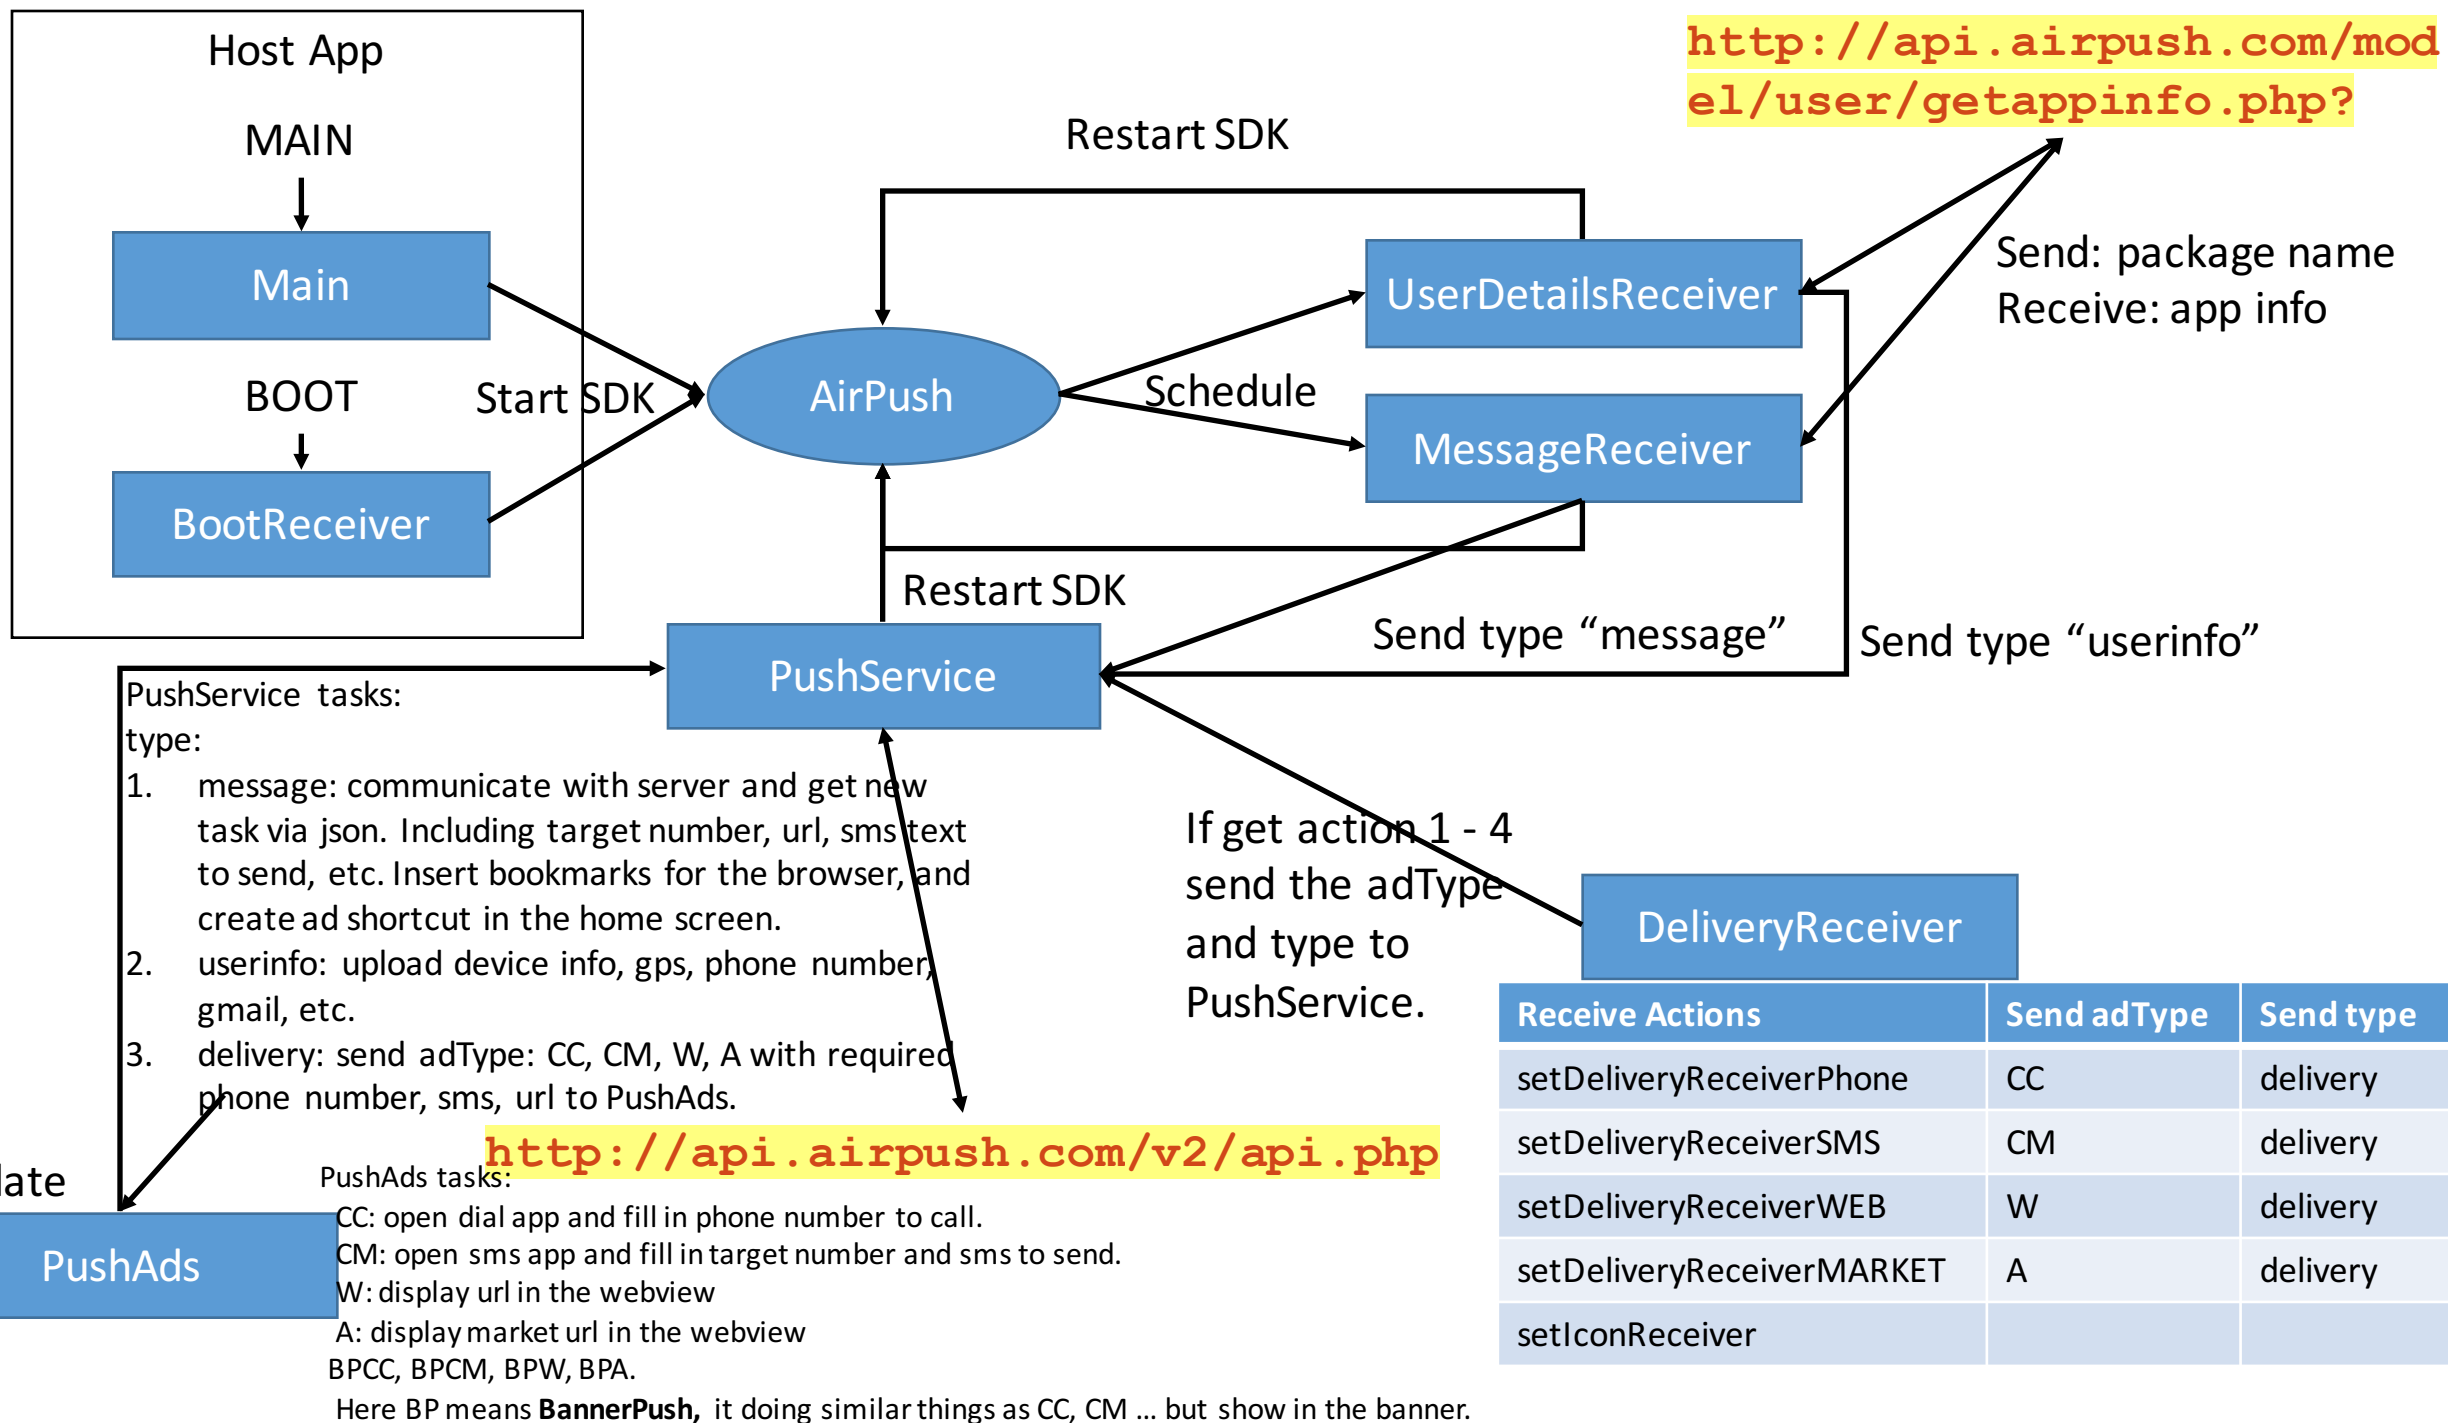 Host App
MAIN
Main
BOOT
BootReceiver
Start SDK
AirPush
Restart SDK
Schedule
UserDetailsReceiver
MessageReceiver
http://api.airpush.com/mod
el/user/getappinfo.php?
Send: package name
Receive: app info
Restart SDK
Send type “message”
Send type “userinfo”
PushService
PushService tasks:
type:
1. message: communicate with server and get new
task via json. Including target number, url, sms text
to send, etc. Insert bookmarks for the browser, and
create ad shortcut in the home screen.
2. userinfo: upload device info, gps, phone number,
gmail, etc.
3. delivery: send adType: CC, CM, W, A with required
phone number, sms, url to PushAds.
If get action 1 - 4
send the adType
and type to
PushService.
DeliveryReceiver
Receive Actions Send adType Send type
setDeliveryReceiverPhone CC delivery
setDeliveryReceiverSMS CM delivery
setDeliveryReceiverWEB W delivery
setDeliveryReceiverMARKET A delivery
setIconReceiver
http://api.airpush.com/v2/api.php
PushAds
PushAds tasks:
CC: open dial app and fill in phone number to call.
CM: open sms app and fill in target number and sms to send.
W: display url in the webview
A: display market url in the webview
BPCC, BPCM, BPW, BPA.
Here BP means BannerPush, it doing similar things as CC, CM ... but show in the banner.